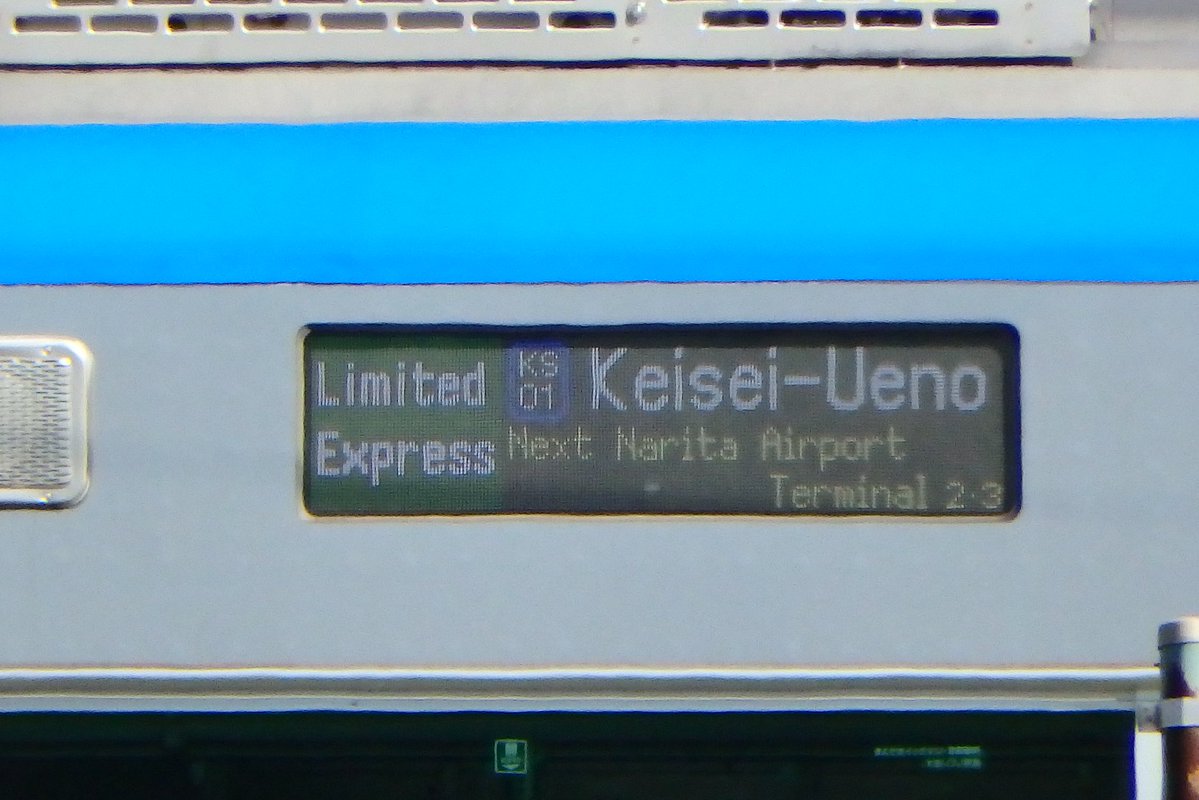 Limited
Express
KS
01
Keisei-Ueno
Next Narita Airport
Terminal 2·3